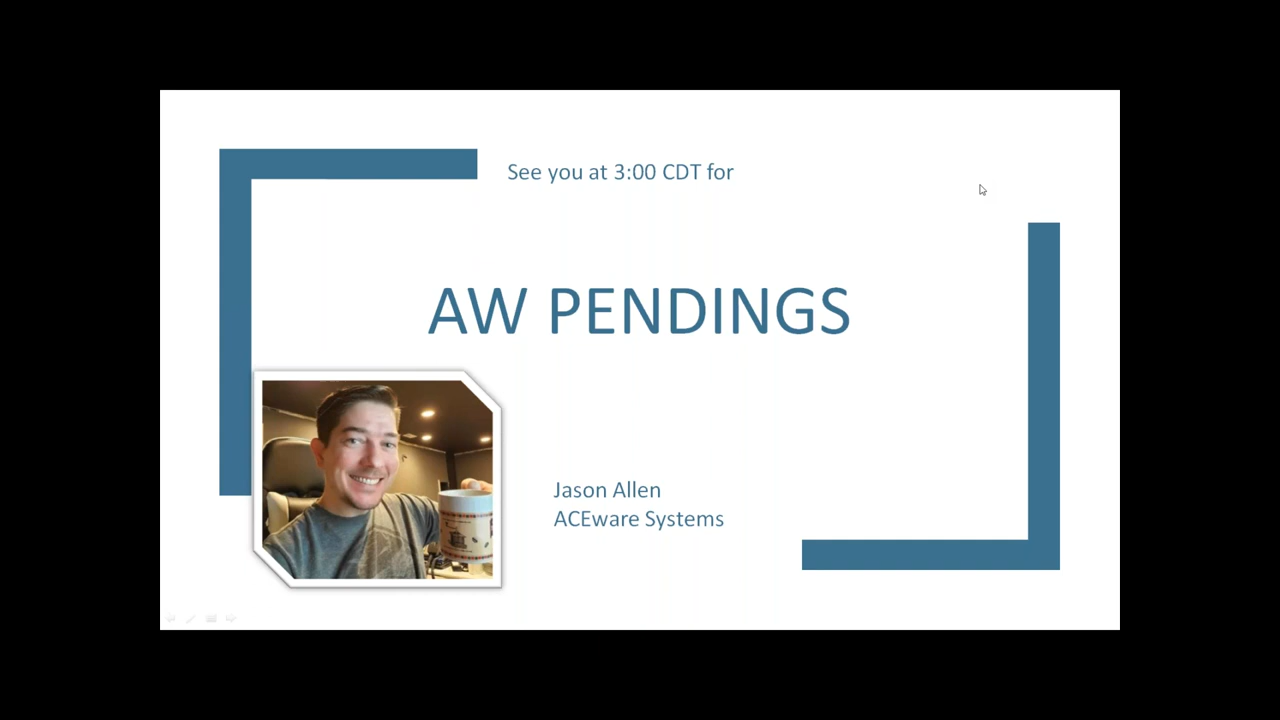 See you at 3:00 CDT for
AW PENDINGS
Jason Allen
ACEware Systems